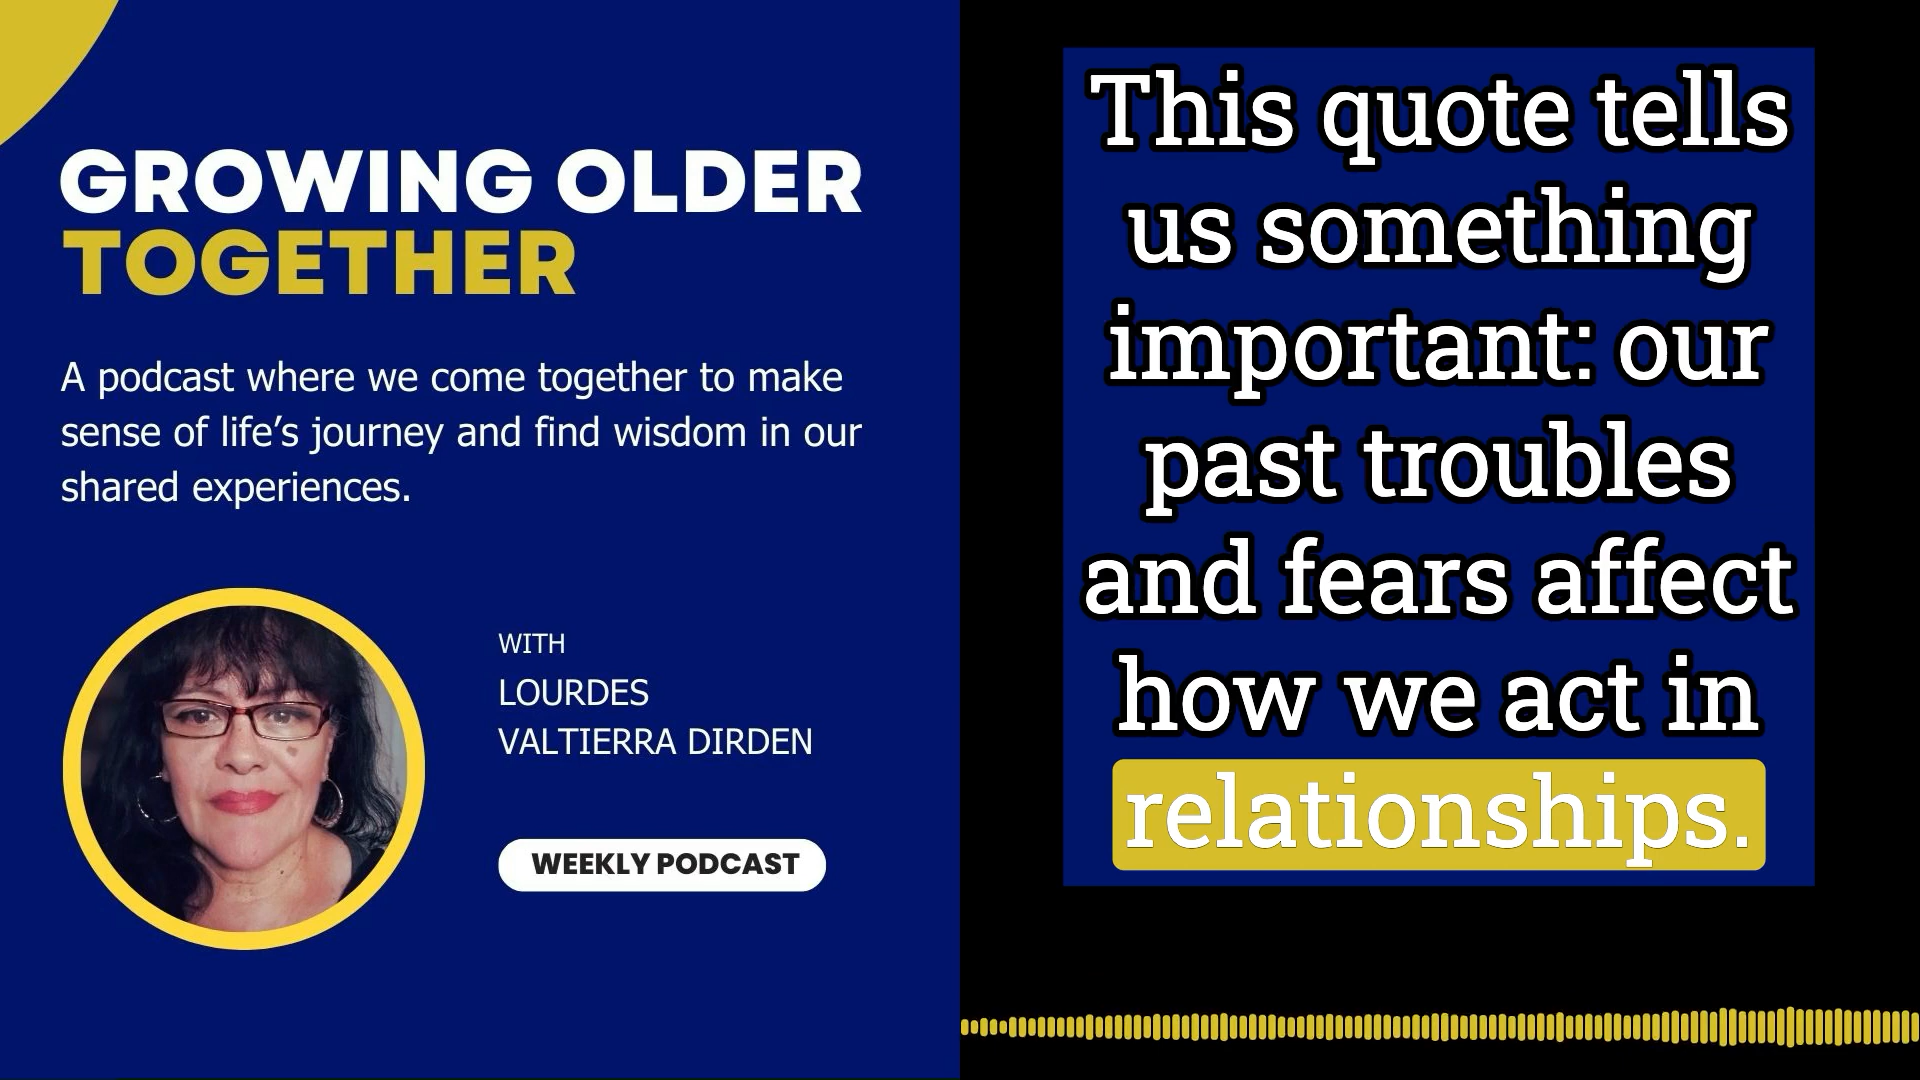 GROWING OLDER
TOGETHER
A podcast where we come together to make
sense of life’s journey and find wisdom in our
shared experiences.
WITH
LOURDES
VALTIERRA DIRDEN
WEEKLY PODCAST
This quote tells
us something
important: our
past troubles
and fears affect
how we act in
relationships.